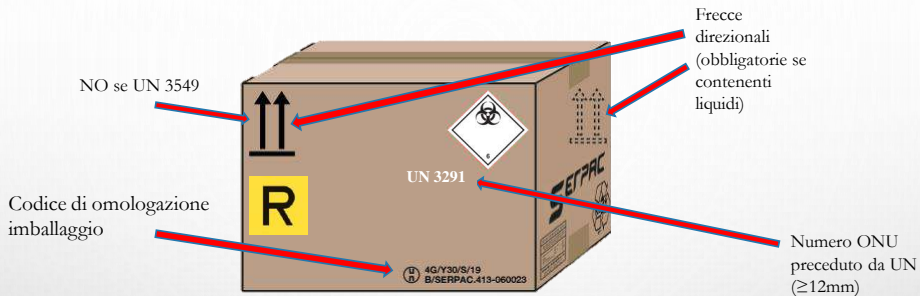 Frecce
direzionali
(obbligatorie se
contenenti
liquidi)
NO se UN 3549
6
UN 3291
R
SERPAC
Codice di omologazione
imballaggio
u
n
4G/Y30/S/19
B/SERPAC.413-060023
Numero ONU
preceduto da UN
(≥12mm)